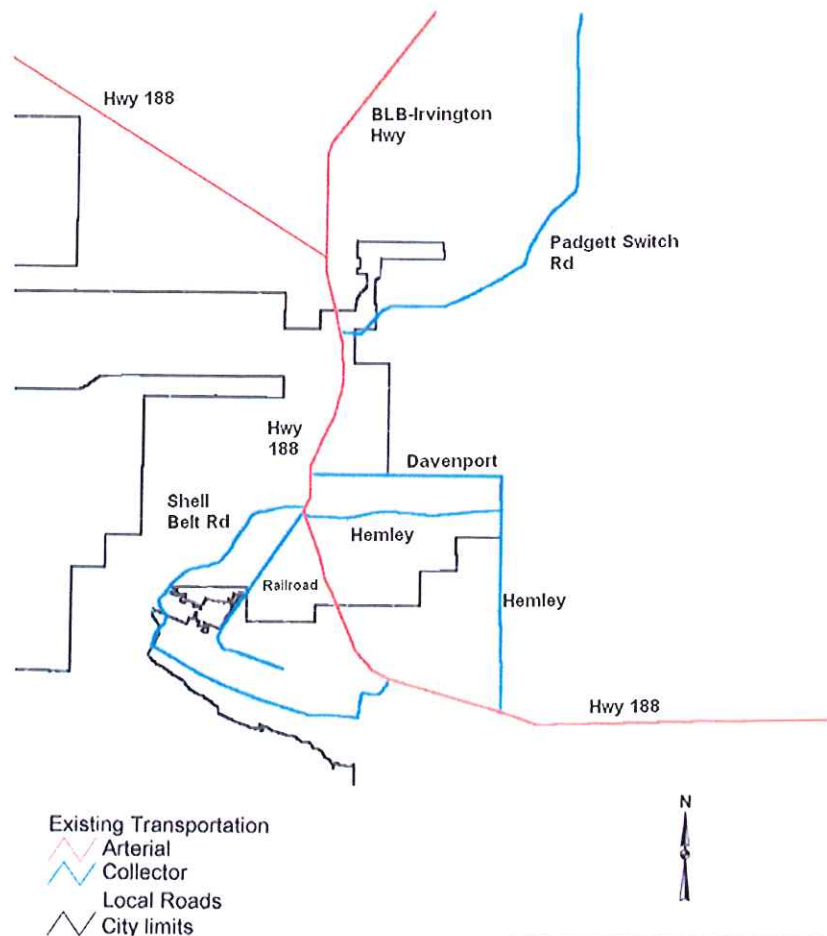 Hwy 188
BLB-Irvington
Hwy
Padgett Switch
Rd
Hwy
188
Davenport
Shell
Belt Rd
Hemley
Railroad
Hemley
Hwy 188
Existing Transportation
Arterial
Collector
Local Roads
City limits
N